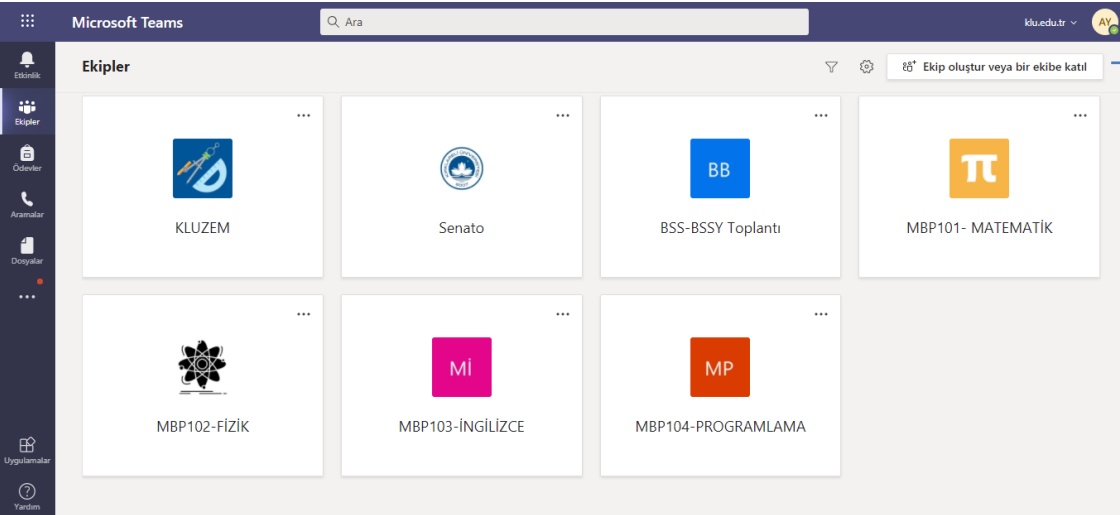 Microsoft Teams
Ara
klu.edu.tr
AY
Etkinlik
Ekipler
Ödevler
Aramalar
Dosyalar
Uygulamalar
Yardım
Ekipler
Ekip oluştur veya bir ekibe katıl
KLUZEM
Senato
BB
BSS-BSSY Toplantı
π
MBP101- MATEMATİK
MBP102-FİZİK
Mİ
MBP103-İNGİLİZCE
MP
MBP104-PROGRAMLAMA